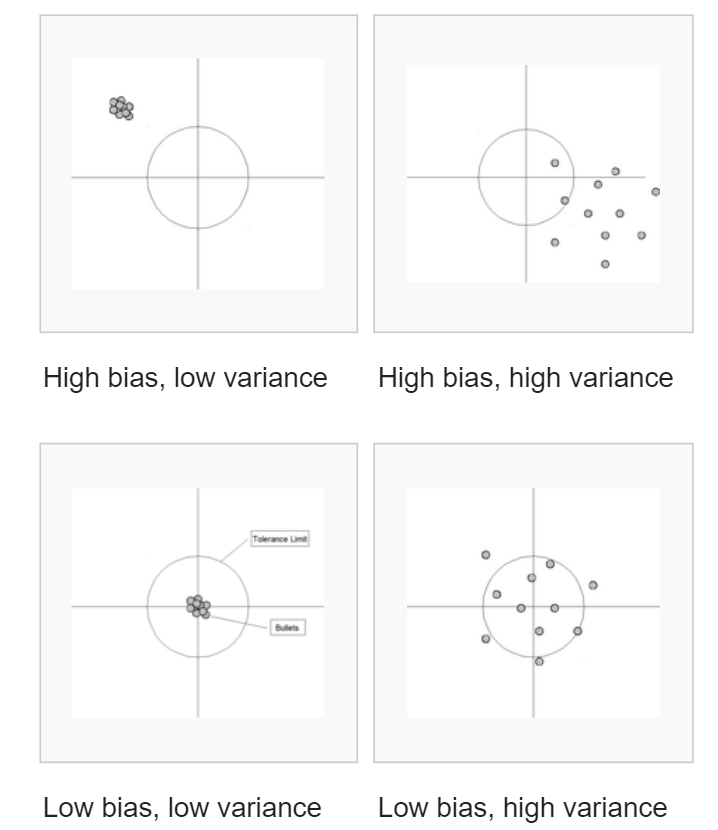 High bias, low variance
High bias, high variance
Tolerance Limit
Bullets
Low bias, low variance
Low bias, high variance